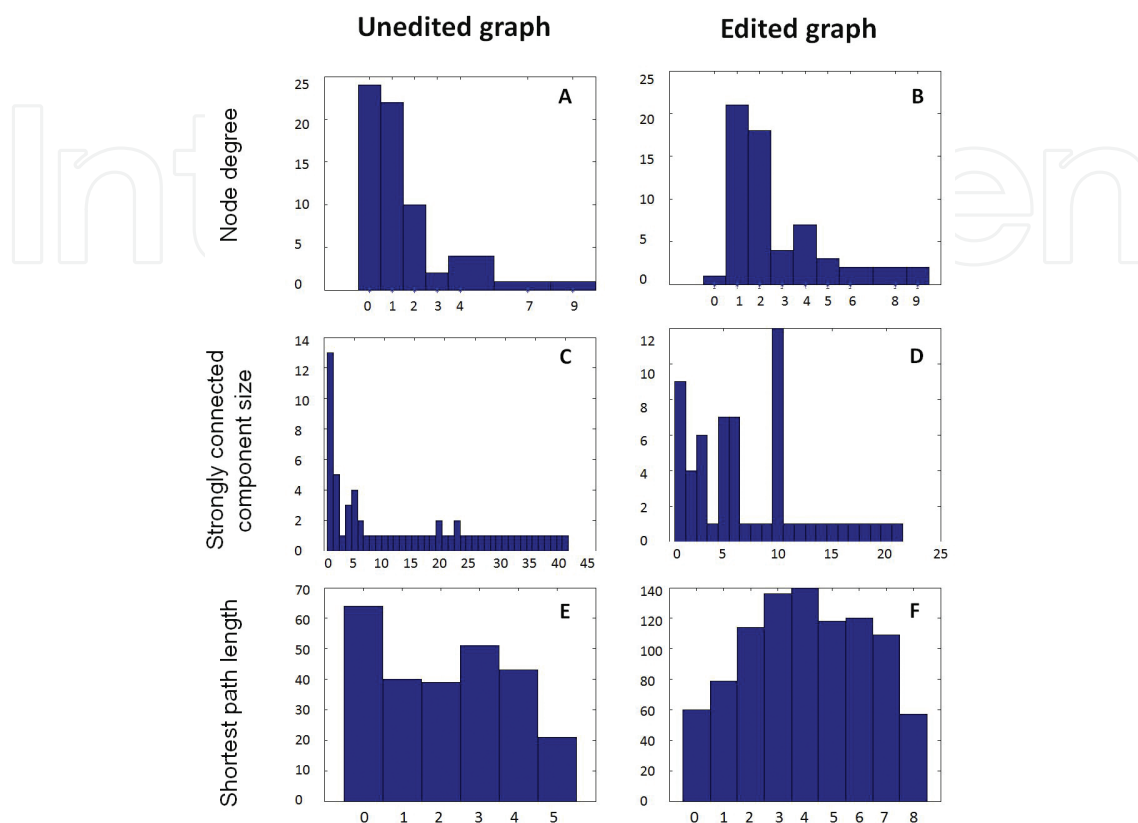 Unedited graph
Edited graph
Node degree
25
20
15
10
5
0
A
0 1 2 3 4 7 9
25
20
15
10
5
0
B
0 1 2 3 4 5 6 8 9
Strongly connected
component size
14
12
10
8
6
4
2
0
C
0 5 10 15 20 25 30 35 40 45
12
10
8
6
4
2
0
D
0 5 10 15 20 25
Shortest path length
70
60
50
40
30
20
10
0
E
0 1 2 3 4 5
140
120
100
80
60
40
20
0
F
0 1 2 3 4 5 6 7 8
Int
en